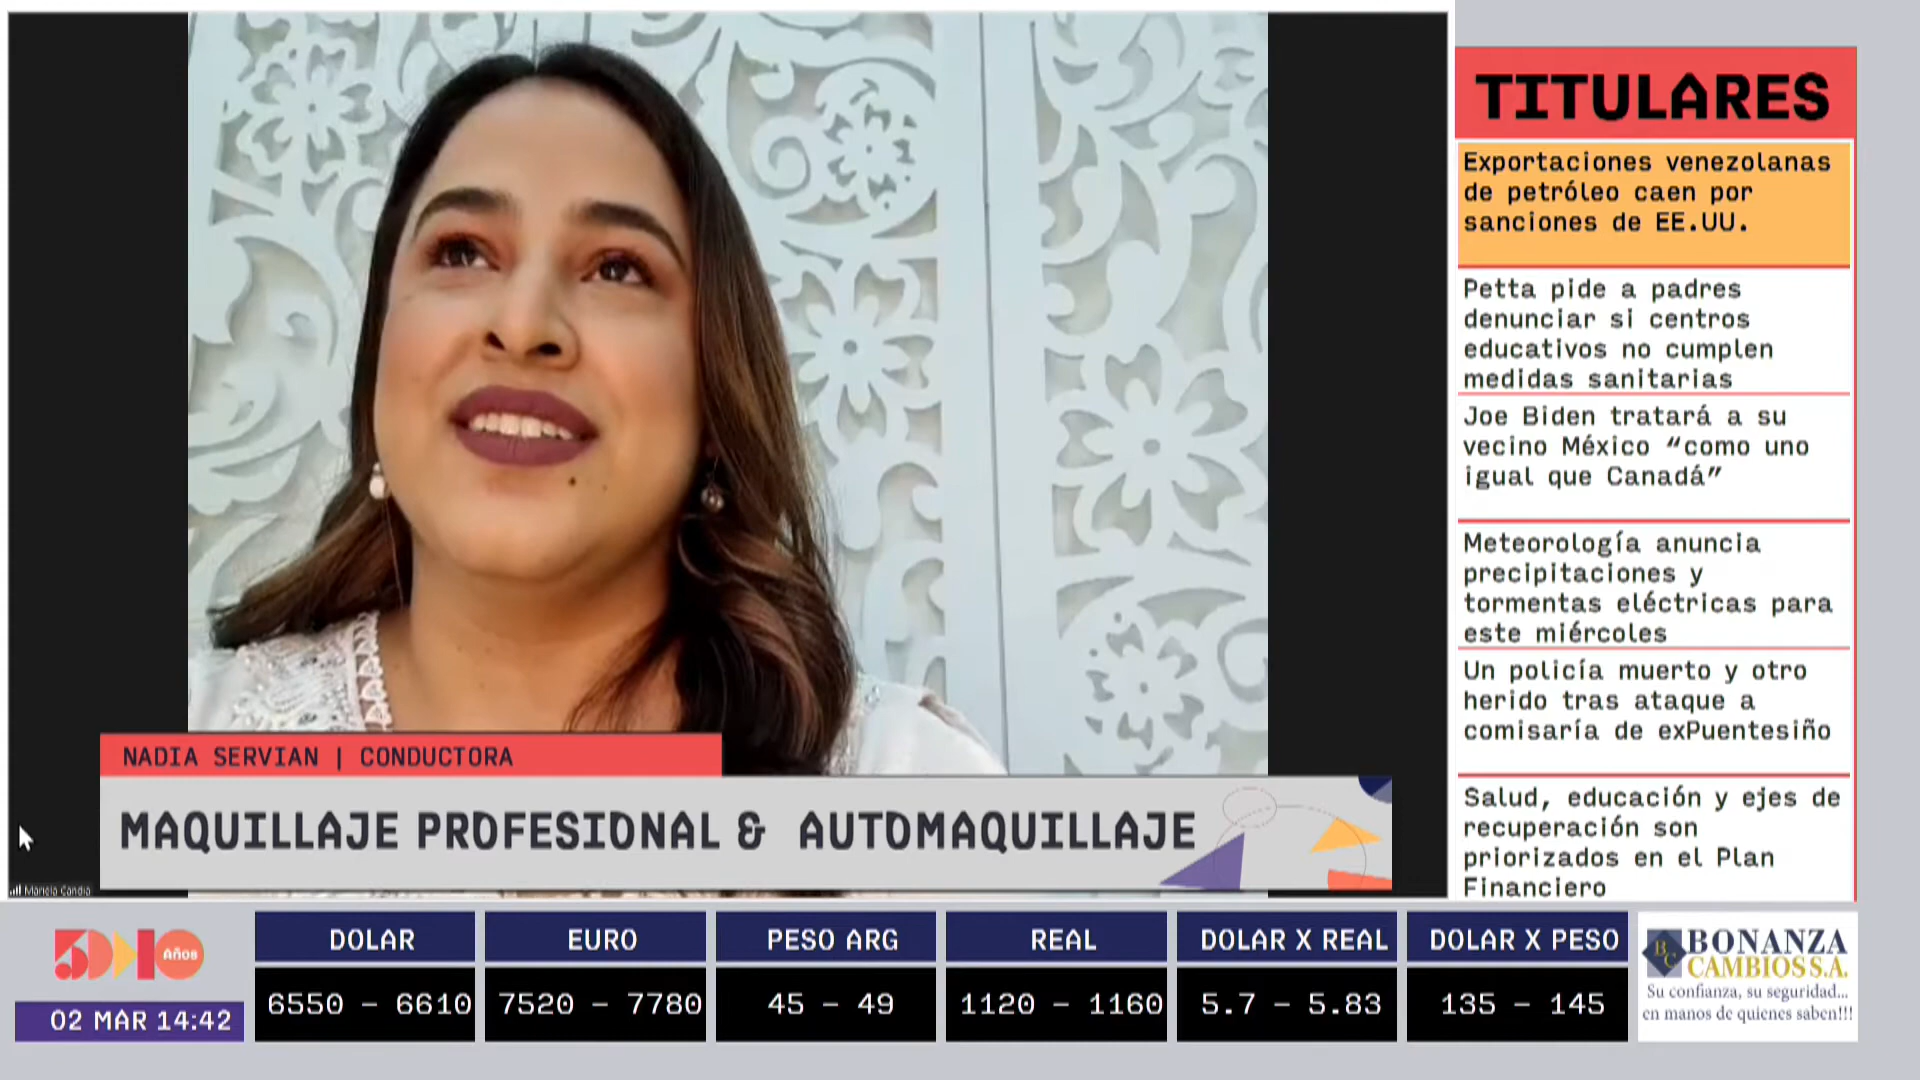 TITULARES
Exportaciones venezolanas
de petróleo caen por
sanciones de EE.UU.
Petta pide a padres
denunciar si centros
educativos no cumplen
medidas sanitarias
Joe Biden tratará a su
vecino México “como uno
igual que Canadá”
Meteorología anuncia
precipitaciones y
tormentas eléctricas para
este miércoles
Un policía muerto y otro
herido tras ataque a
comisaría de exPuentesiño
Salud, educación y ejes de
recuperación son
priorizados en el Plan
Financiero
NADIA SERVIAN | CONDUCTORA
MAQUILLAJE PROFESIONAL & AUTOMAQUILLAJE
Mariela Candia
Años
02 MAR 14:42
DOLAR
6550 - 6610
EURO
7520 - 7780
PESO ARG
45 - 49
REAL
1120 - 1160
DOLAR X REAL
5.7 - 5.83
DOLAR X PESO
135 - 145
BC
BONANZA
CAMBIOS S.A.
Su confianza, su seguridad...
en manos de quienes saben!!!